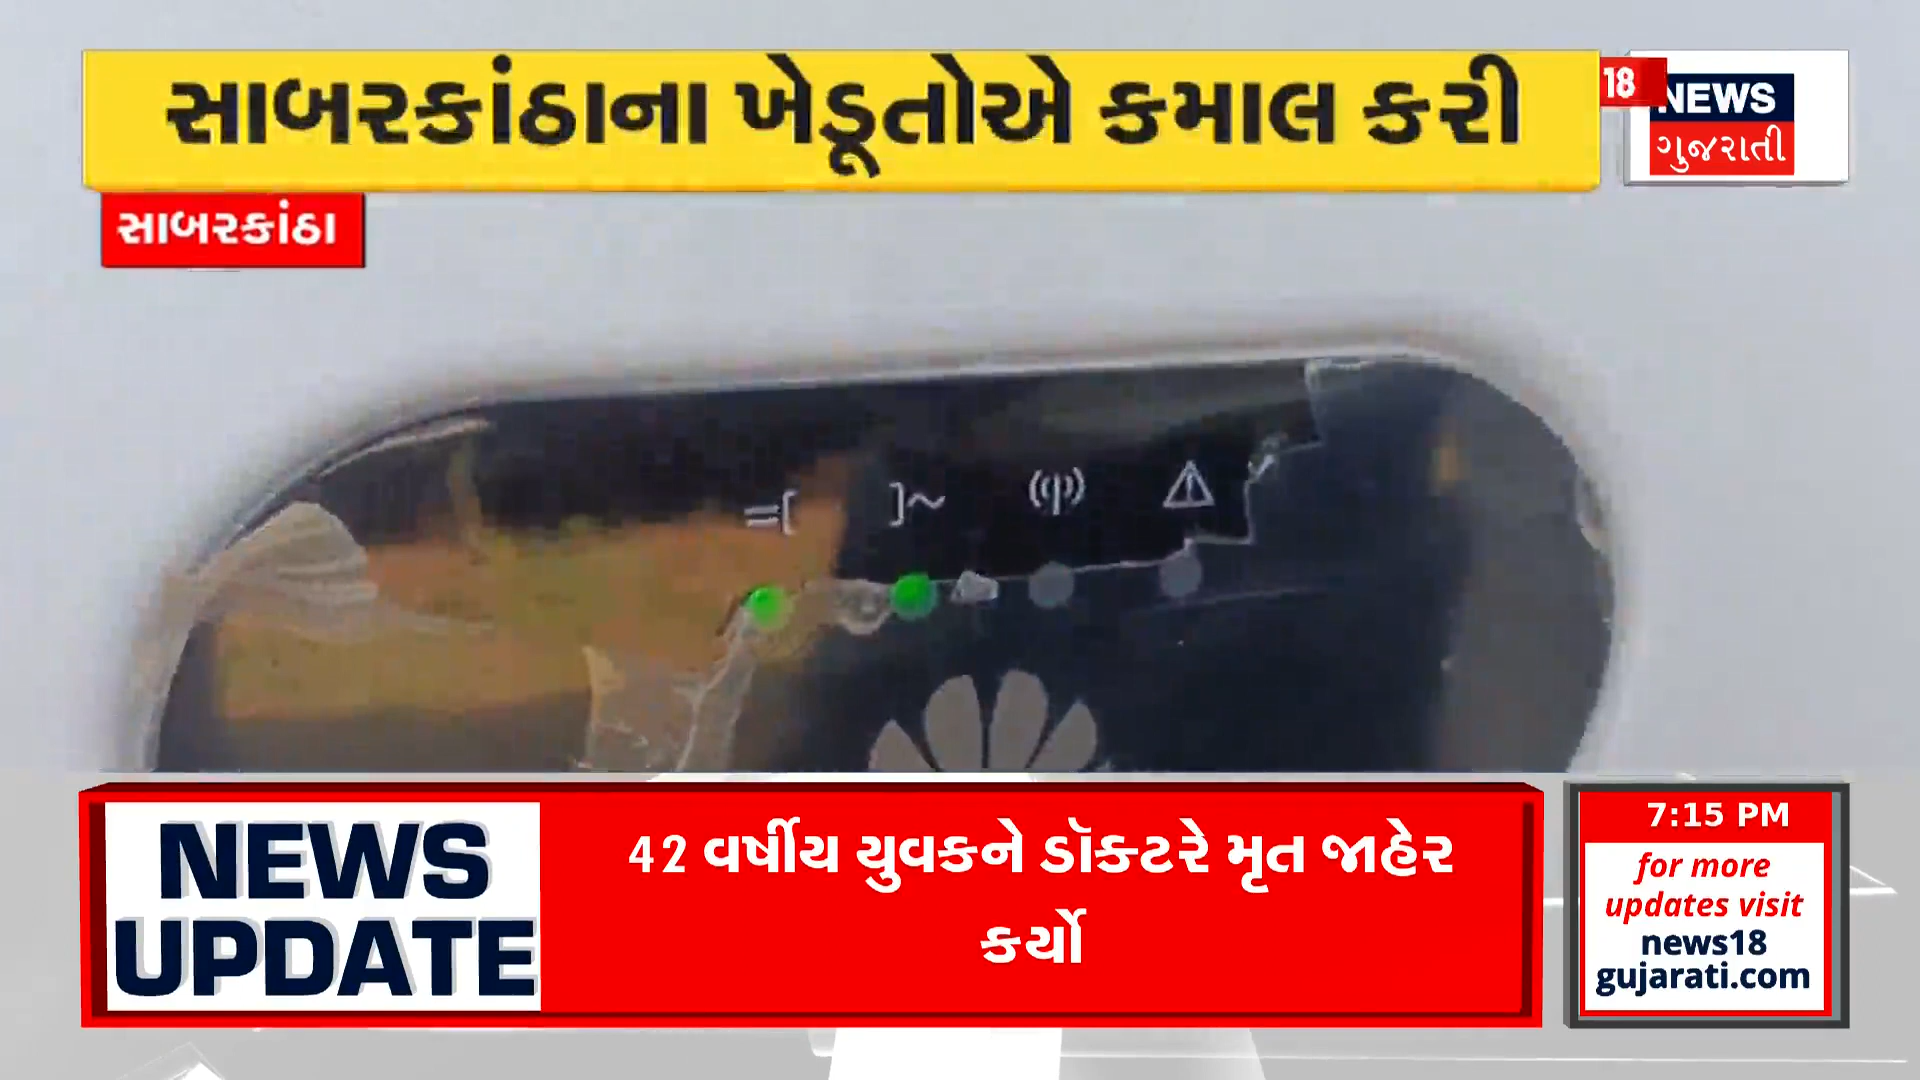 સાબરકાંઠાના ખેડૂતોએ કમાલ કરી
18
NEWS
ગુજરાતી
સાબરકાંઠા
NEWS
UPDATE
42 વર્ષીય યુવકને ડૉક્ટરે મૃત જાહેર
કર્યો
7:15 PM
for more
updates visit
news18
gujarati.com